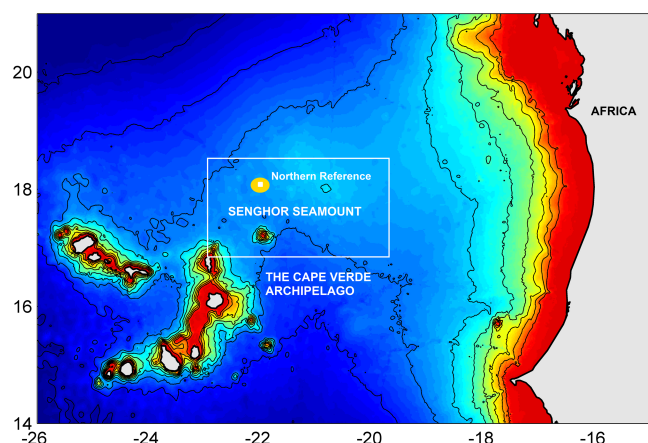 20
AFRICA
Northern Reference
18
SENGHOR SEAMOUNT
THE CAPE VERDE
ARCHIPELAGO
16
14
-26 -24 -22 -20 -18 -16